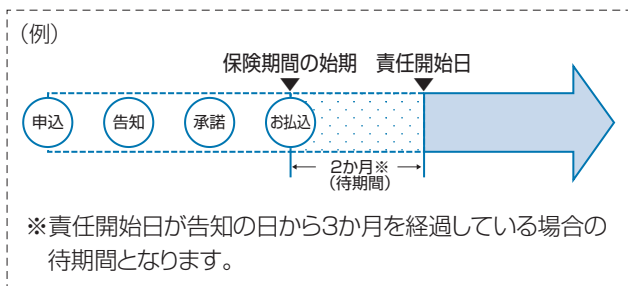 （例）
保険期間の始期 責任開始日
申込 告知 承諾 お払込
2か月※
（待期間）
※責任開始日が告知の日から3か月を経過している場合の
待期間となります。